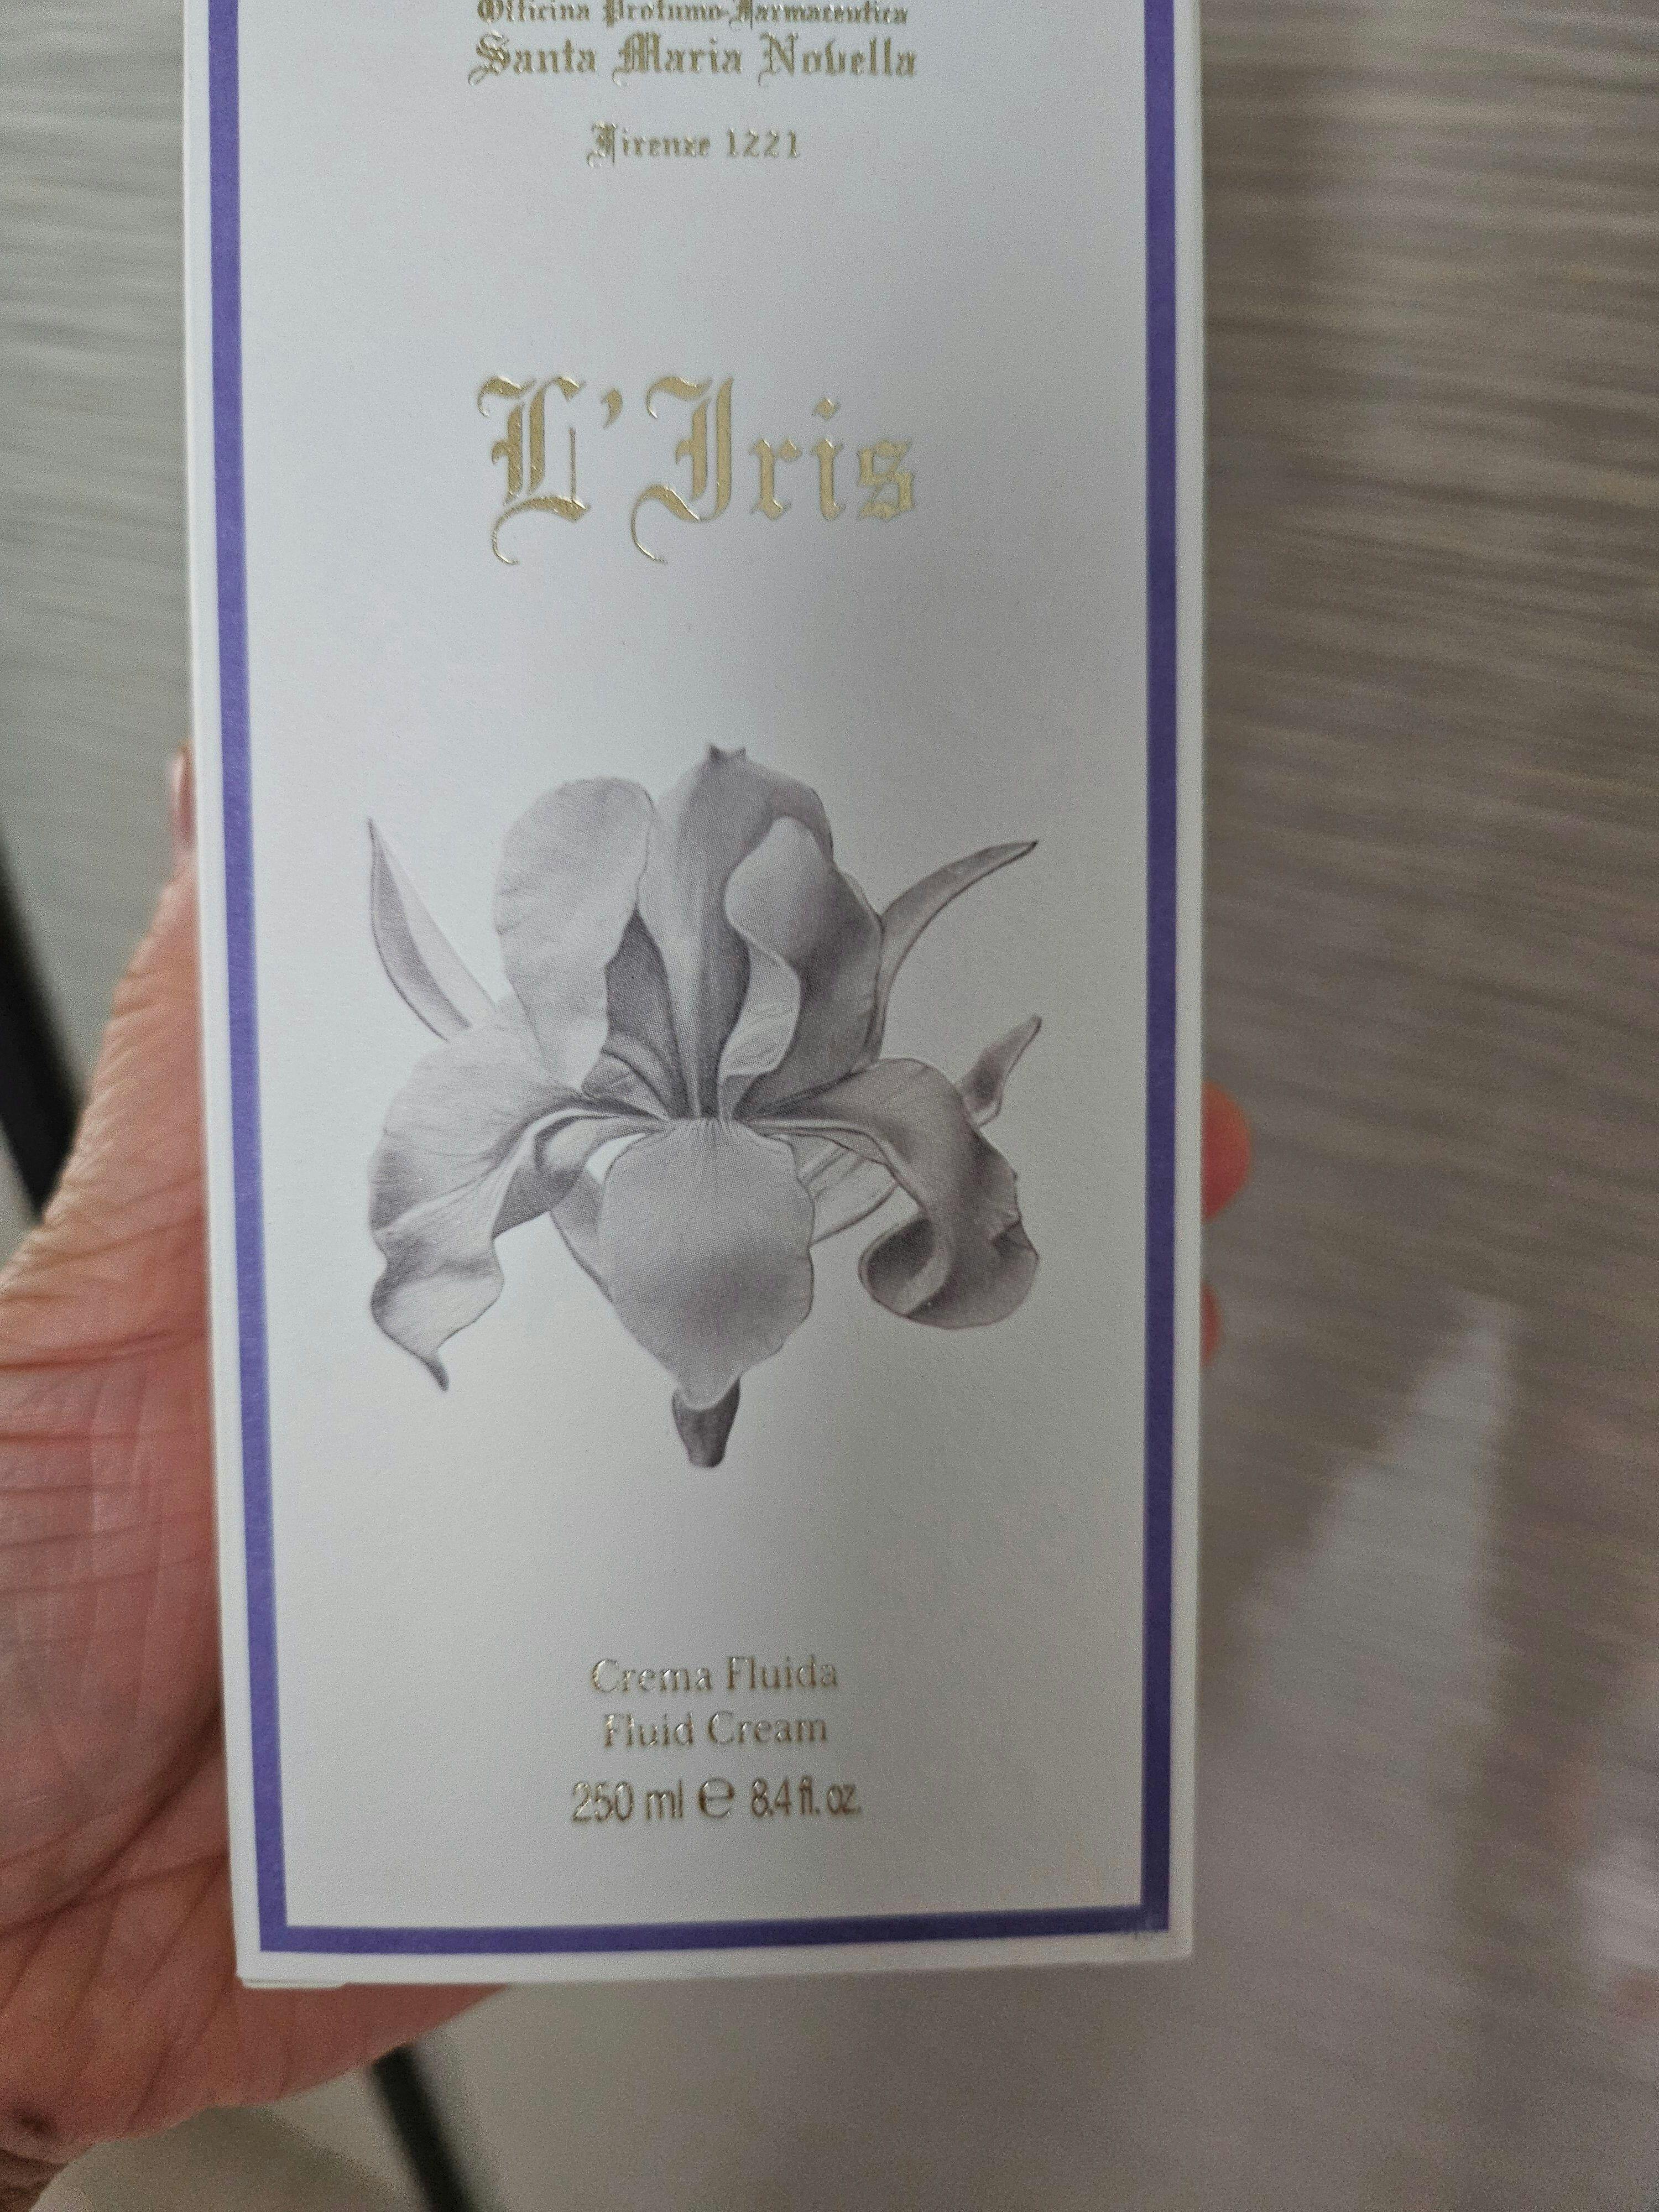 Officina Profumo-Farmaceutica
Santa Maria Novella
Firenze 1221
L'Iris
Crema Fluida
Fluid Cream
250 ml ℮ 8.4 fl. oz.